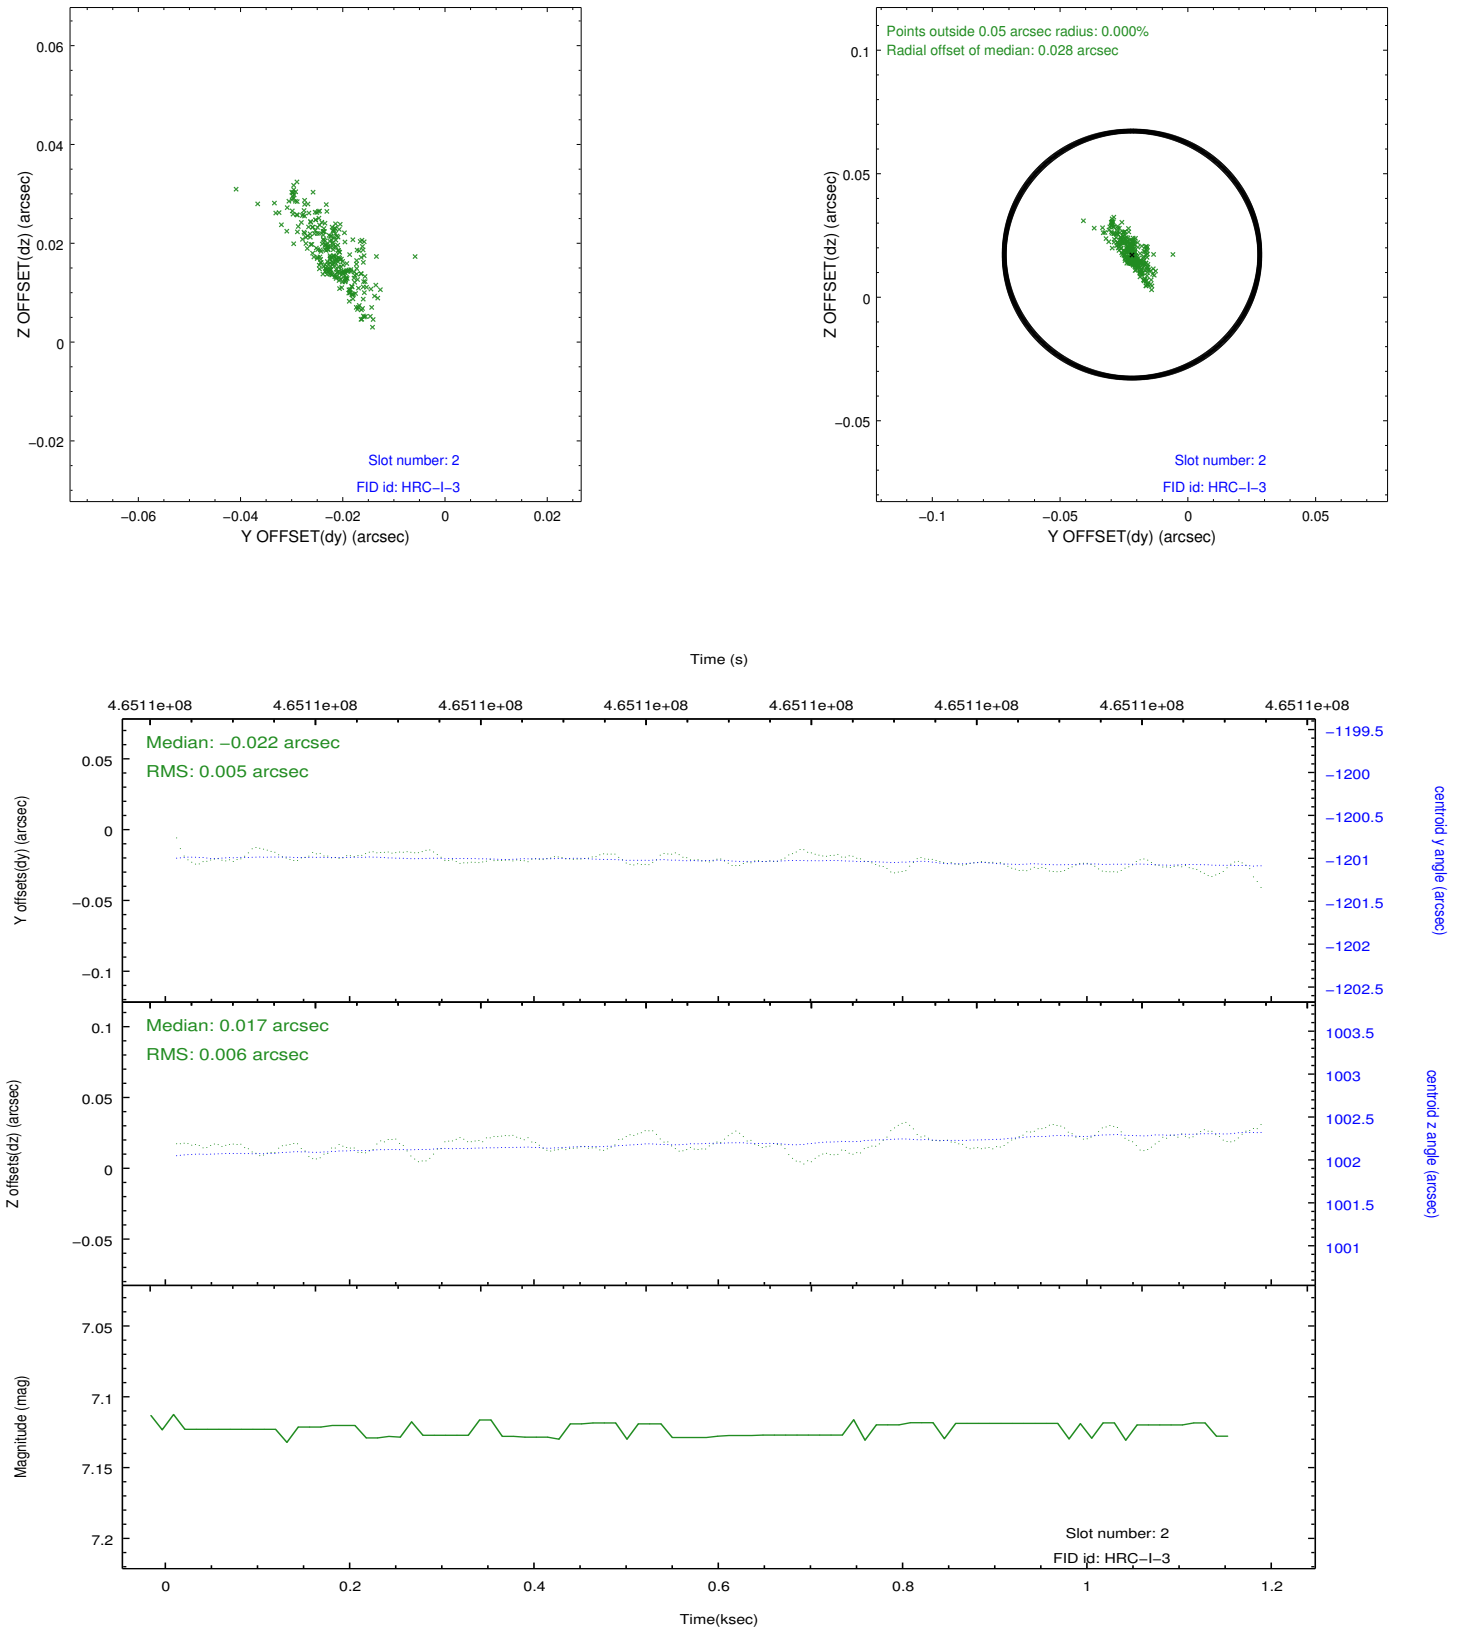 0.06
0.04
0.02
0
−0.02
Z OFFSET(dz) (arcsec)
Slot number: 2
FID id: HRC−I−3
−0.06
−0.04
−0.02
0
0.02
Y OFFSET(dy) (arcsec)
Points outside 0.05 arcsec radius: 0.000%
Radial offset of median: 0.028 arcsec
0.1
0.05
0
−0.05
Z OFFSET(dz) (arcsec)
Slot number: 2
FID id: HRC−I−3
−0.1
−0.05
0
0.05
Y OFFSET(dy) (arcsec)
Time (s)
4.6511e+08 4.6511e+08 4.6511e+08 4.6511e+08 4.6511e+08 4.6511e+08 4.6511e+08 4.6511e+08
Median: −0.022 arcsec
RMS: 0.005 arcsec
0.05
0
−0.05
−0.1
Y offsets(dy) (arcsec)
−1199.5
−1200
−1200.5
−1201
−1201.5
−1202
−1202.5
centroid y angle (arcsec)
Median: 0.017 arcsec
RMS: 0.006 arcsec
0.1
0.05
0
−0.05
Z offsets(dz) (arcsec)
1003.5
1003
1002.5
1002
1001.5
1001
centroid z angle (arcsec)
7.05
7.1
7.15
7.2
Magnitude (mag)
Slot number: 2
FID id: HRC−I−3
0 0.2 0.4 0.6 0.8 1 1.2
Time(ksec)